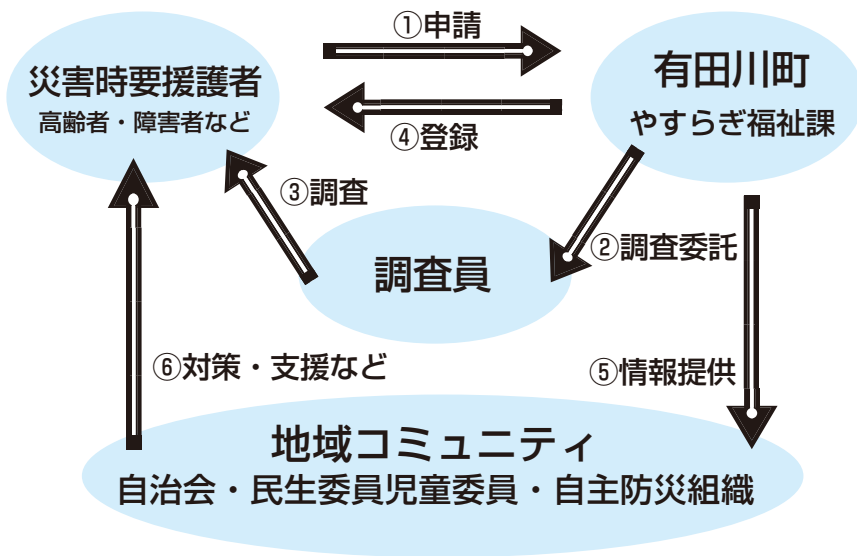 ①申請
災害時要援護者
高齢者・障害者など
有田川町
やすらぎ福祉課
④登録
③調査
②調査委託
調査員
⑥対策・支援など
⑤情報提供
地域コミュニティ
自治会・民生委員児童委員・自主防災組織